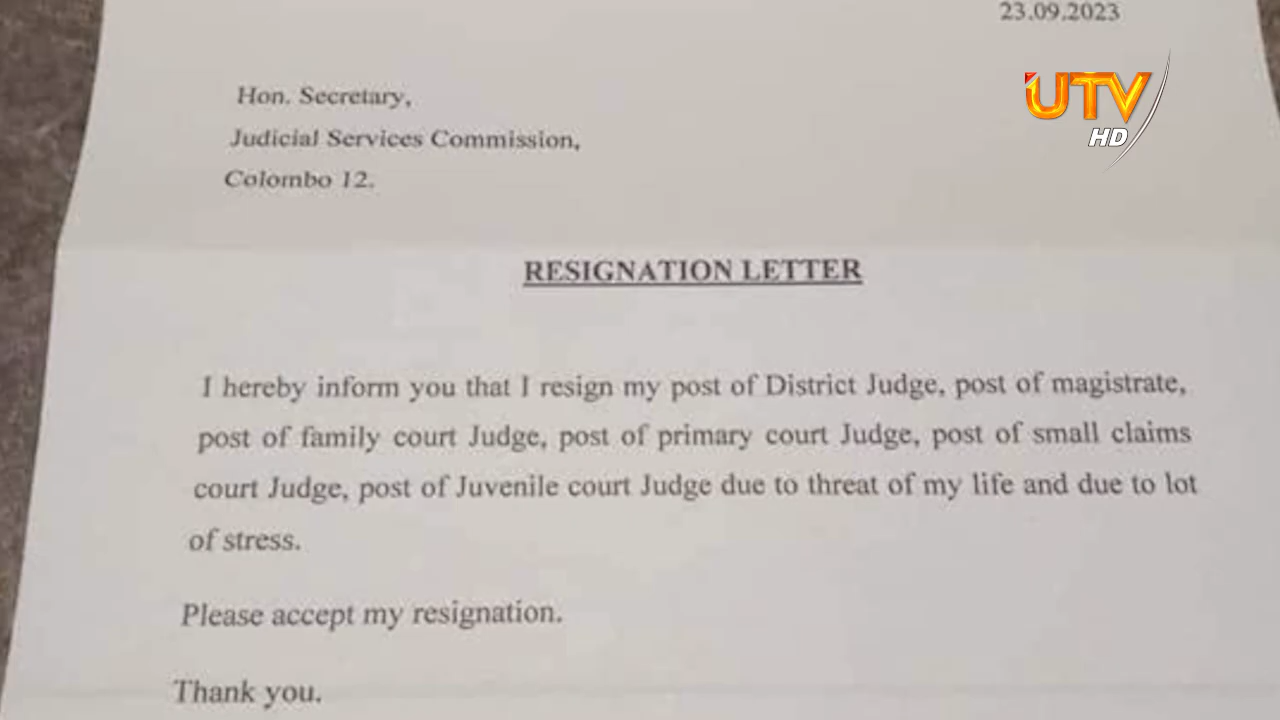 23.09.2023
UTV
HD
Hon. Secretary,
Judicial Services Commission,
Colombo 12.
RESIGNATION LETTER
I hereby inform you that I resign my post of District Judge, post of magistrate,
post of family court Judge, post of primary court Judge, post of small claims
court Judge, post of Juvenile court Judge due to threat of my life and due to lot
of stress.
Please accept my resignation.
Thank you.